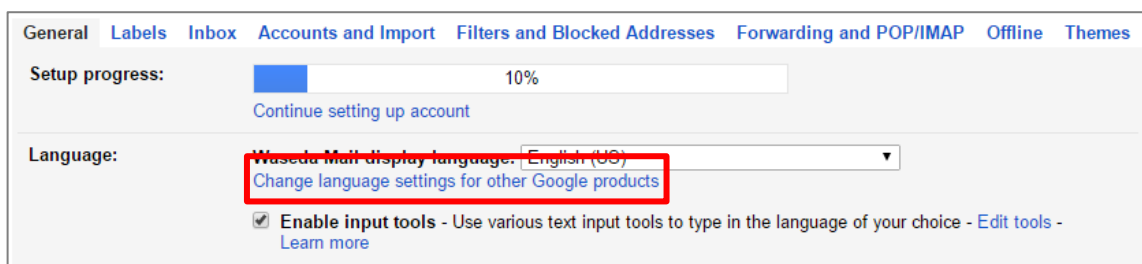 General Labels Inbox Accounts and Import Filters and Blocked Addresses Forwarding and POP/IMAP Offline Themes
Setup progress: 10%
Continue setting up account
Language: Waseda Mail display language: English (US)
Change language settings for other Google products
Enable input tools - Use various text input tools to type in the language of your choice - Edit tools -
Learn more